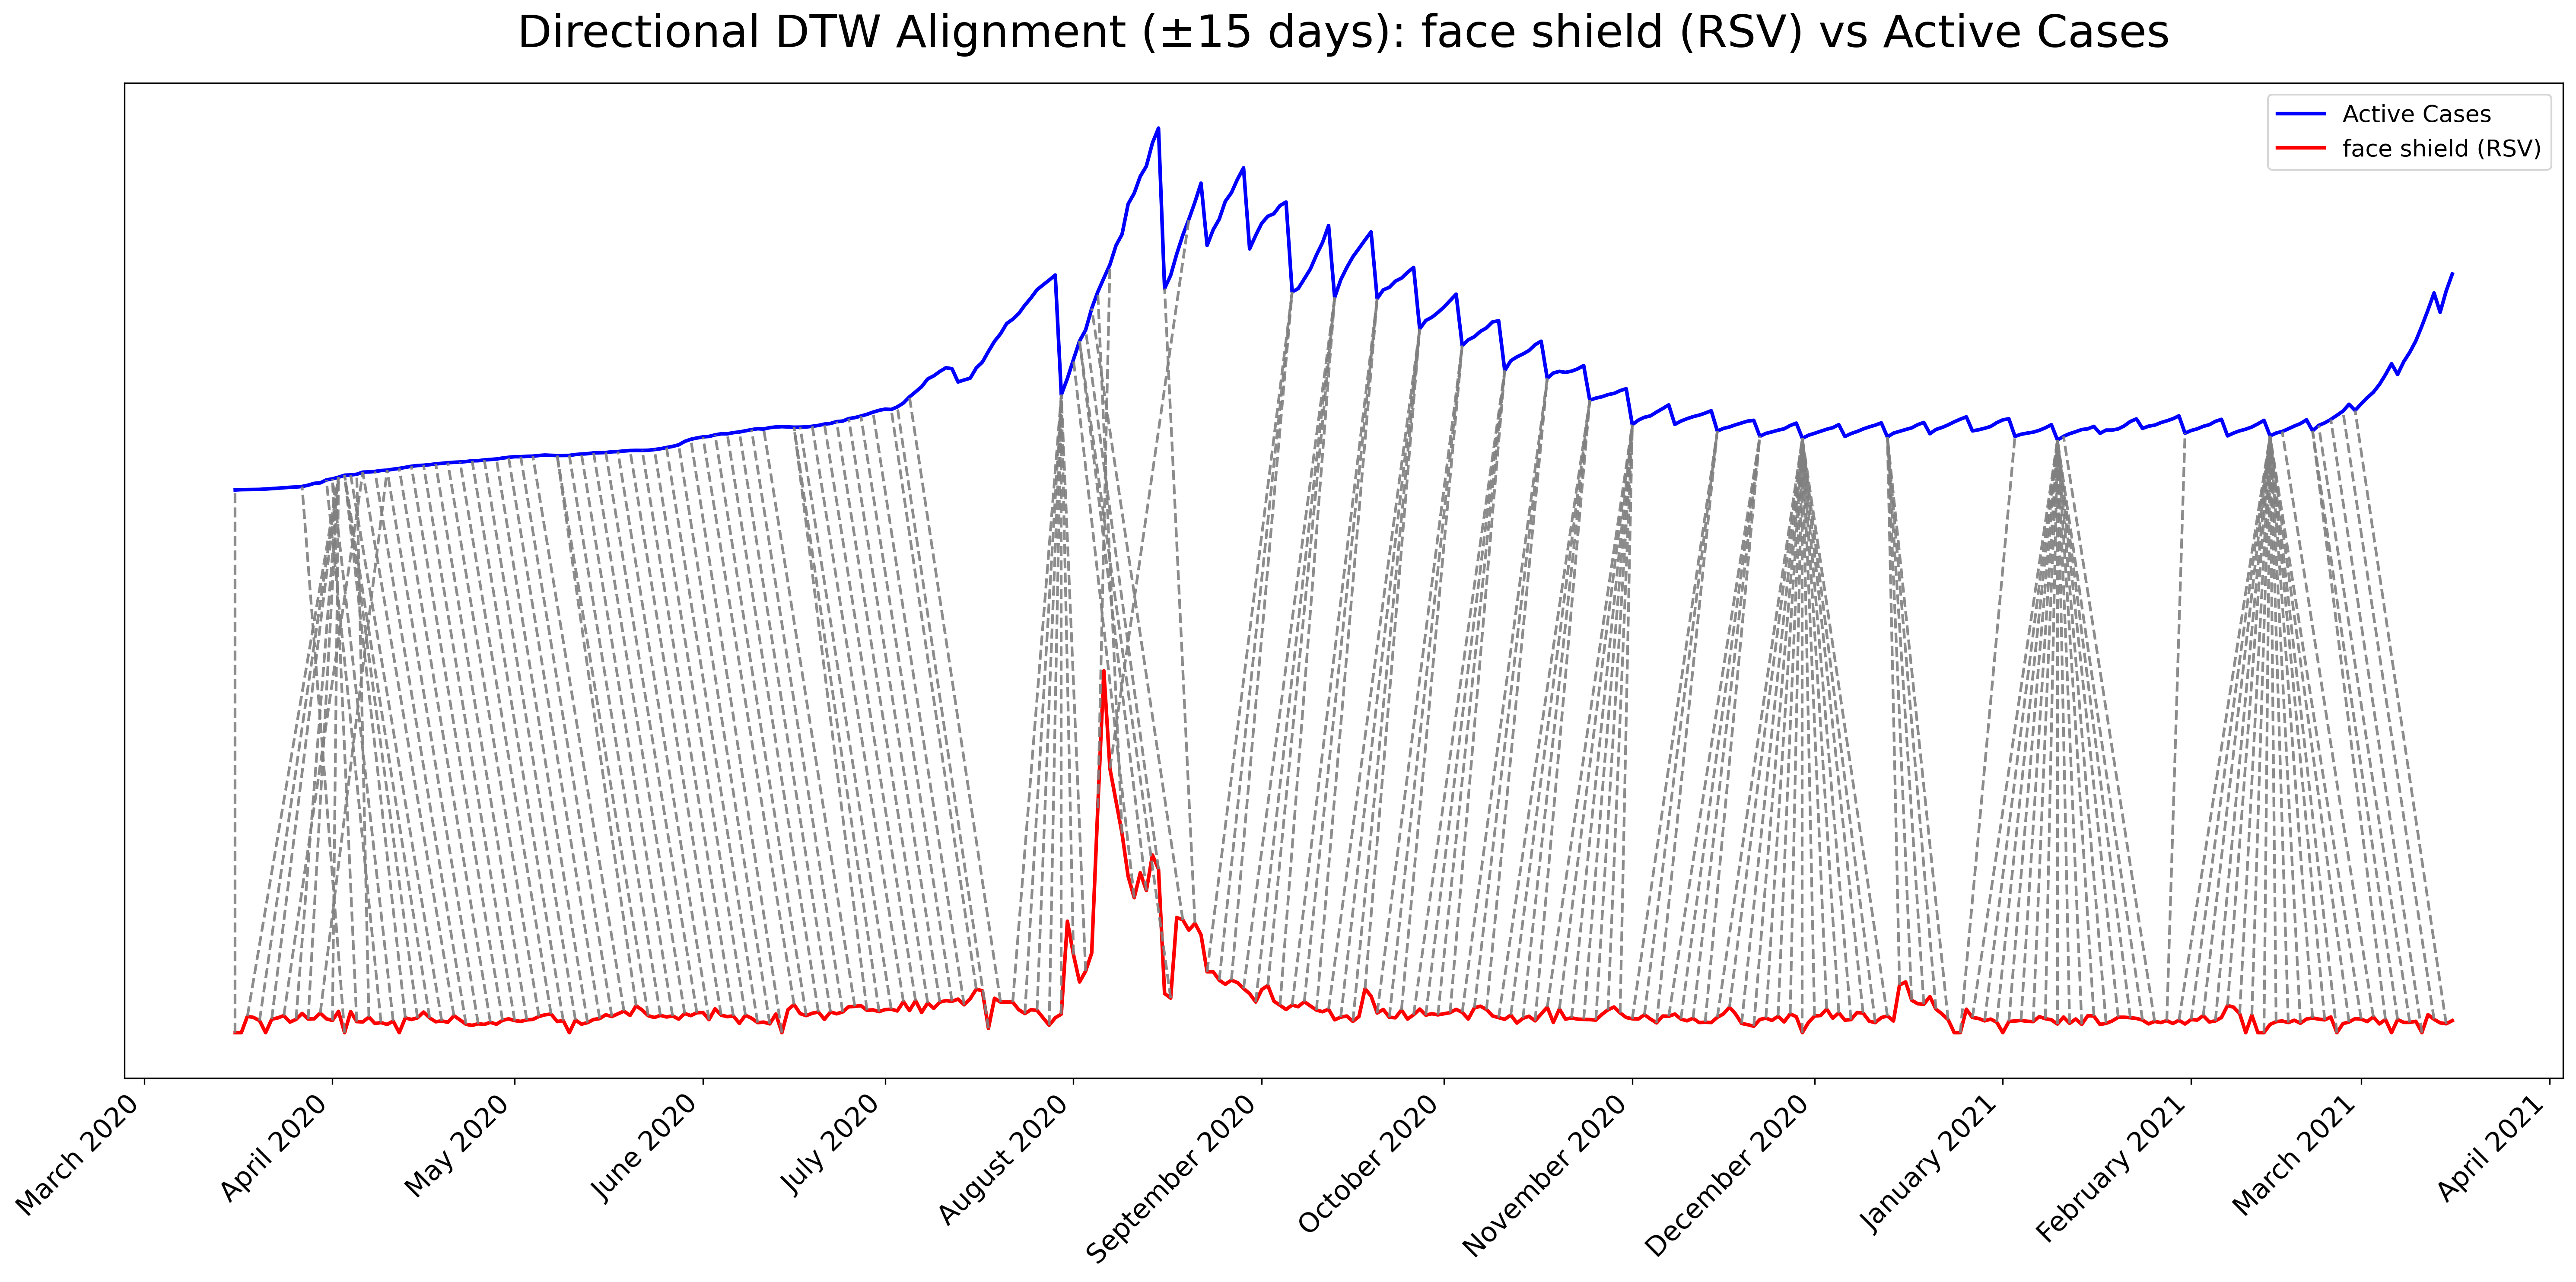 Directional DTW Alignment (±15 days): face shield (RSV) vs Active Cases
Active Cases
face shield (RSV)
March 2020
April 2020
May 2020
June 2020
July 2020
August 2020
September 2020
October 2020
November 2020
December 2020
January 2021
February 2021
March 2021
April 2021